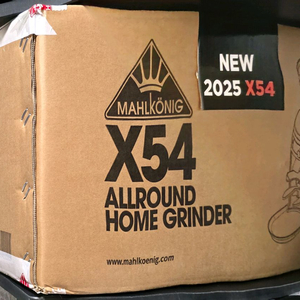 NEW
2025 X54
MAHLKÖNIG
X54
ALLROUND
HOME GRINDER
www.mahlkoenig.com